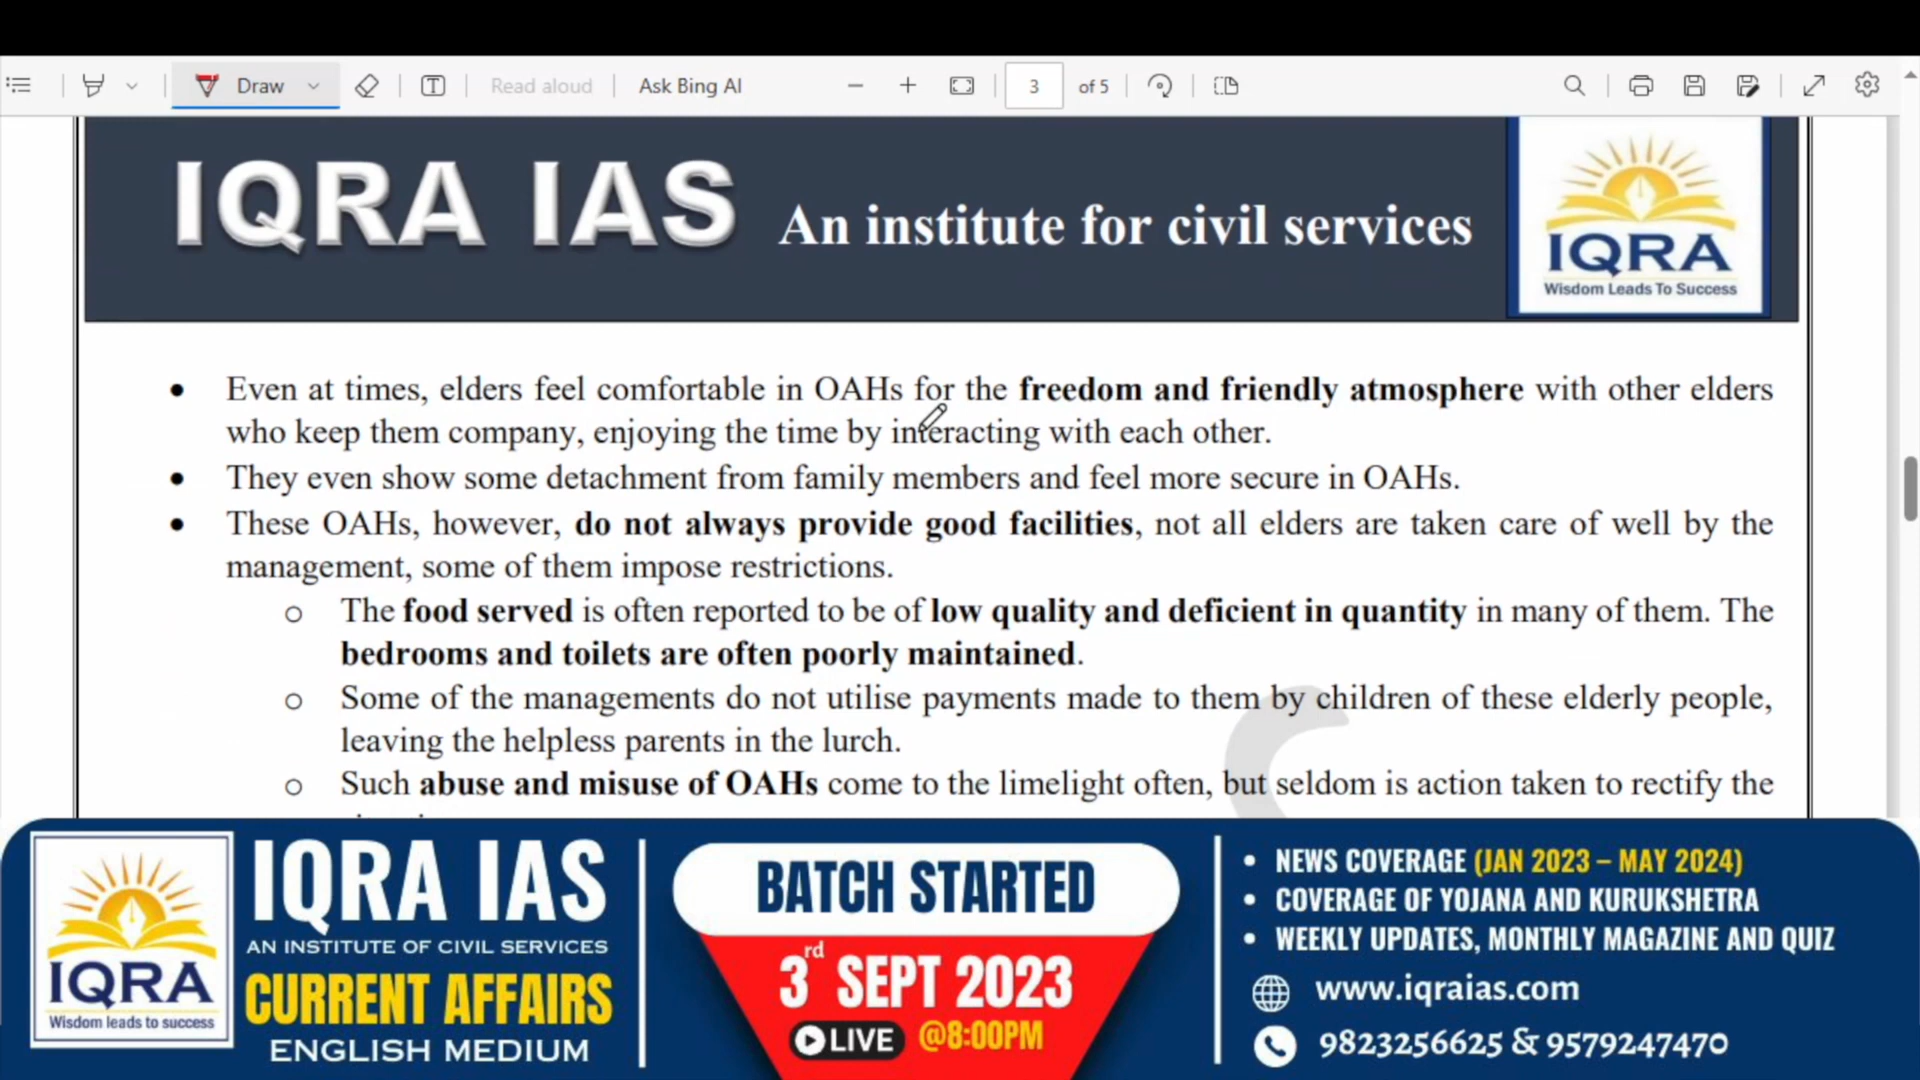 Draw
Read aloud
Ask Bing AI
3 of 5
IQRA IAS An institute for civil services
IQRA
Wisdom Leads To Success
• Even at times, elders feel comfortable in OAHs for the freedom and friendly atmosphere with other elders
who keep them company, enjoying the time by interacting with each other.
• They even show some detachment from family members and feel more secure in OAHs.
• These OAHs, however, do not always provide good facilities, not all elders are taken care of well by the
management, some of them impose restrictions.
o The food served is often reported to be of low quality and deficient in quantity in many of them. The
bedrooms and toilets are often poorly maintained.
o Some of the managements do not utilise payments made to them by children of these elderly people,
leaving the helpless parents in the lurch.
o Such abuse and misuse of OAHs come to the limelight often, but seldom is action taken to rectify the
IQRA
Wisdom leads to success
IQRA IAS
AN INSTITUTE OF CIVIL SERVICES
CURRENT AFFAIRS
ENGLISH MEDIUM
BATCH STARTED
3rd SEPT 2023
LIVE @8:00PM
• NEWS COVERAGE (JAN 2023 – MAY 2024)
• COVERAGE OF YOJANA AND KURUKSHETRA
• WEEKLY UPDATES, MONTHLY MAGAZINE AND QUIZ
www.iqraias.com
9823256625 & 9579247470